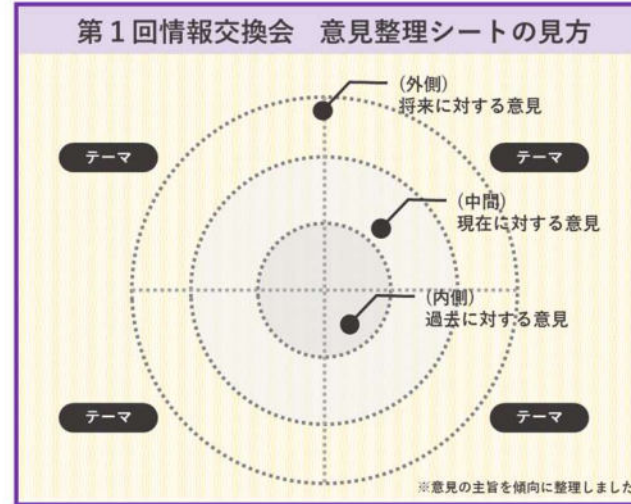 第１回情報交換会　意見整理シートの見方
(外側)
将来に対する意見
テーマ
テーマ
(中間)
現在に対する意見
(内側)
過去に対する意見
テーマ
テーマ
※意見の主旨を傾向に整理しました